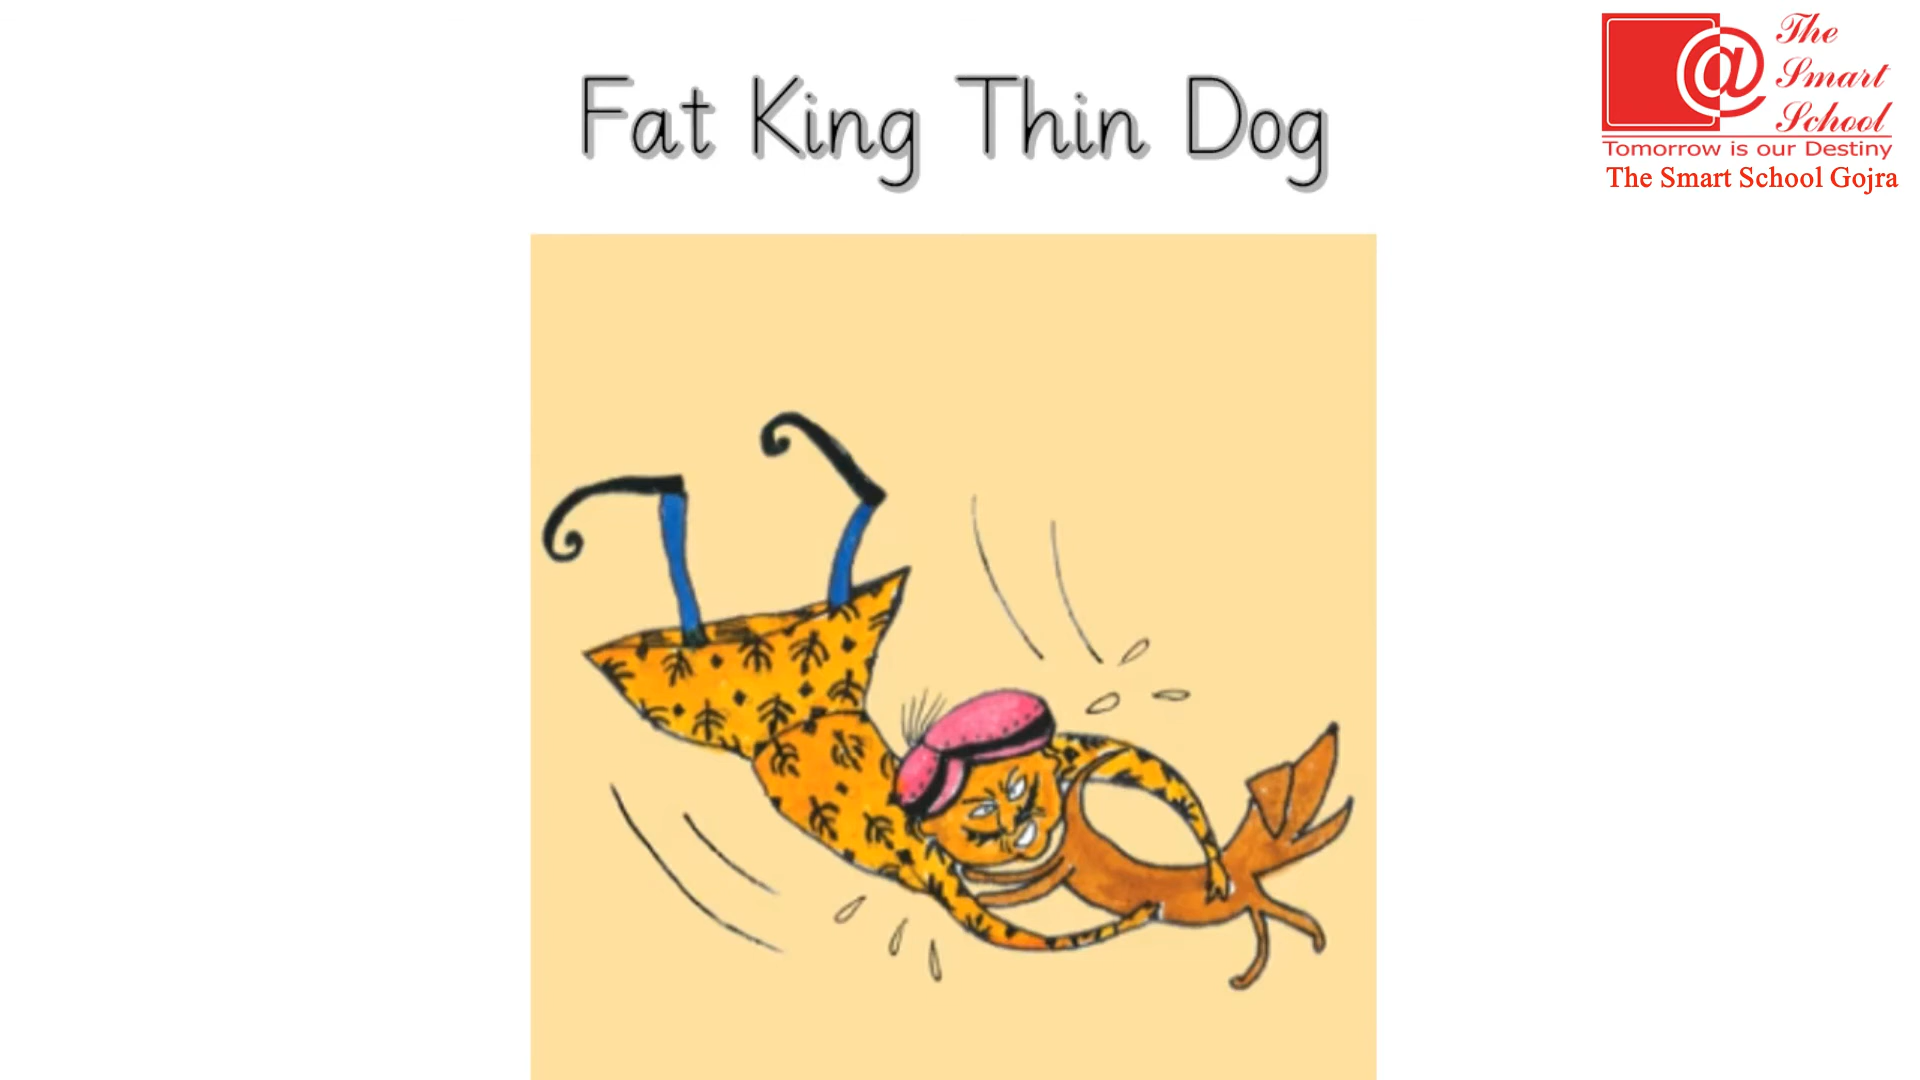 Fat King Thin Dog
The
Smart
School
Tomorrow is our Destiny
The Smart School Gojra